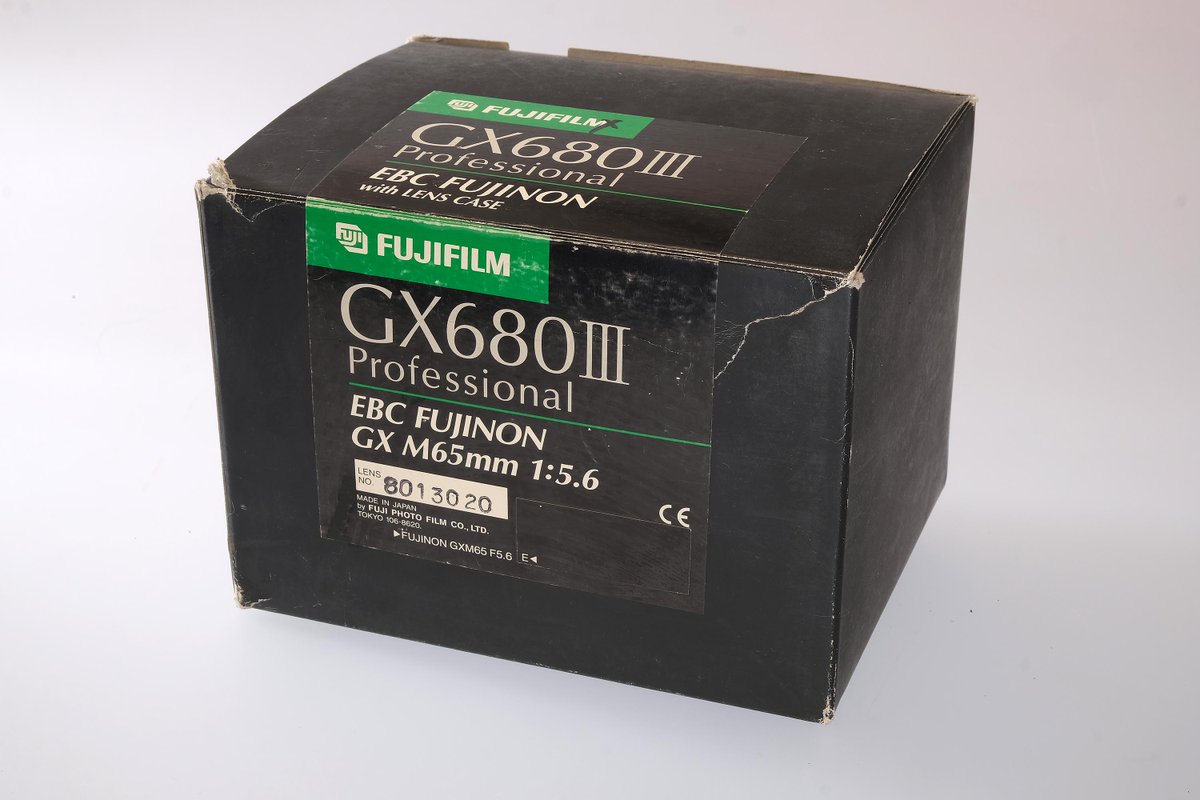 FUJI FUJIFILM
GX680III
Professional
EBC FUJINON
with LENS CASE
FUJI FUJIFILM
GX680III
Professional
EBC FUJINON
GX M65mm 1:5.6
LENS NO. 8013020
MADE IN JAPAN
by FUJI PHOTO FILM CO., LTD.
TOKYO 106-8620.
CE
▶FUJINON GXM65 F5.6 E◀